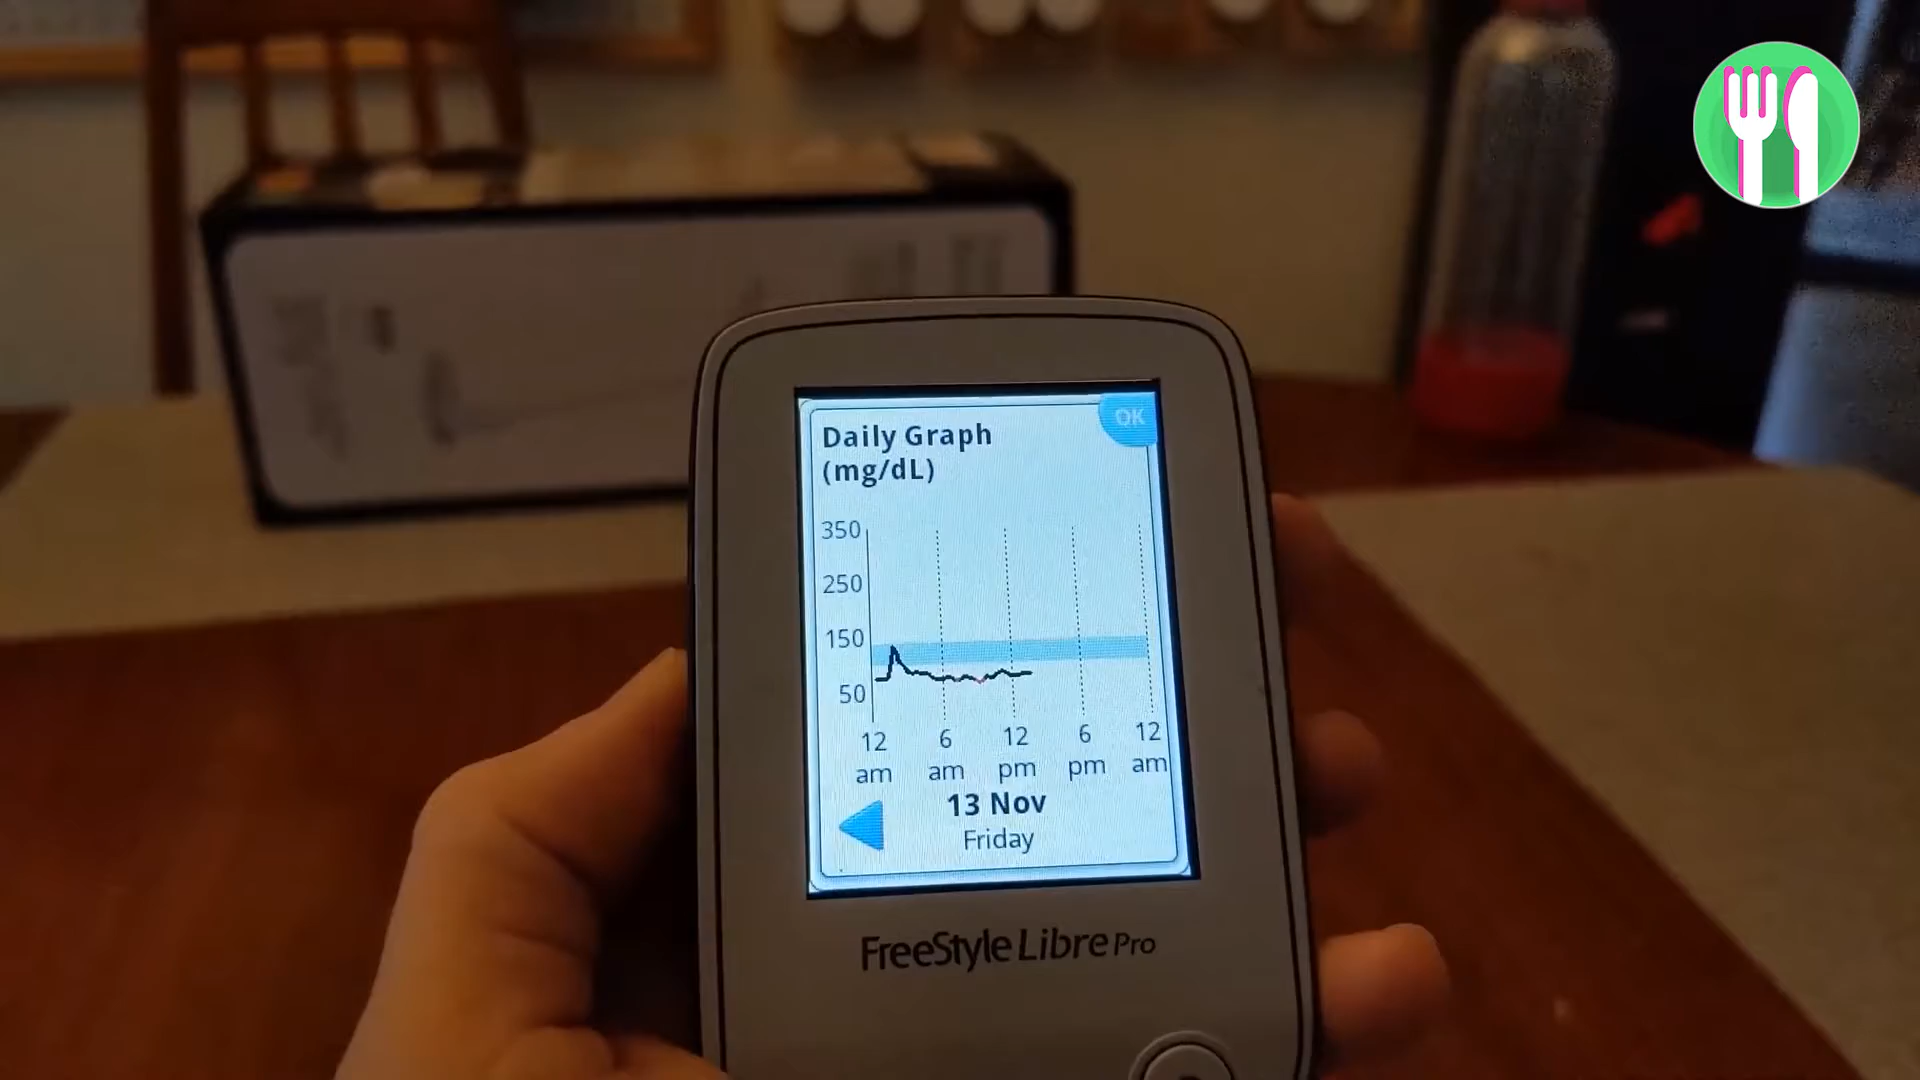 OK
Daily Graph
(mg/dL)
350
250
150
50
12 6 12 6 12
am am pm pm am
13 Nov
Friday
FreeStyle Libre Pro